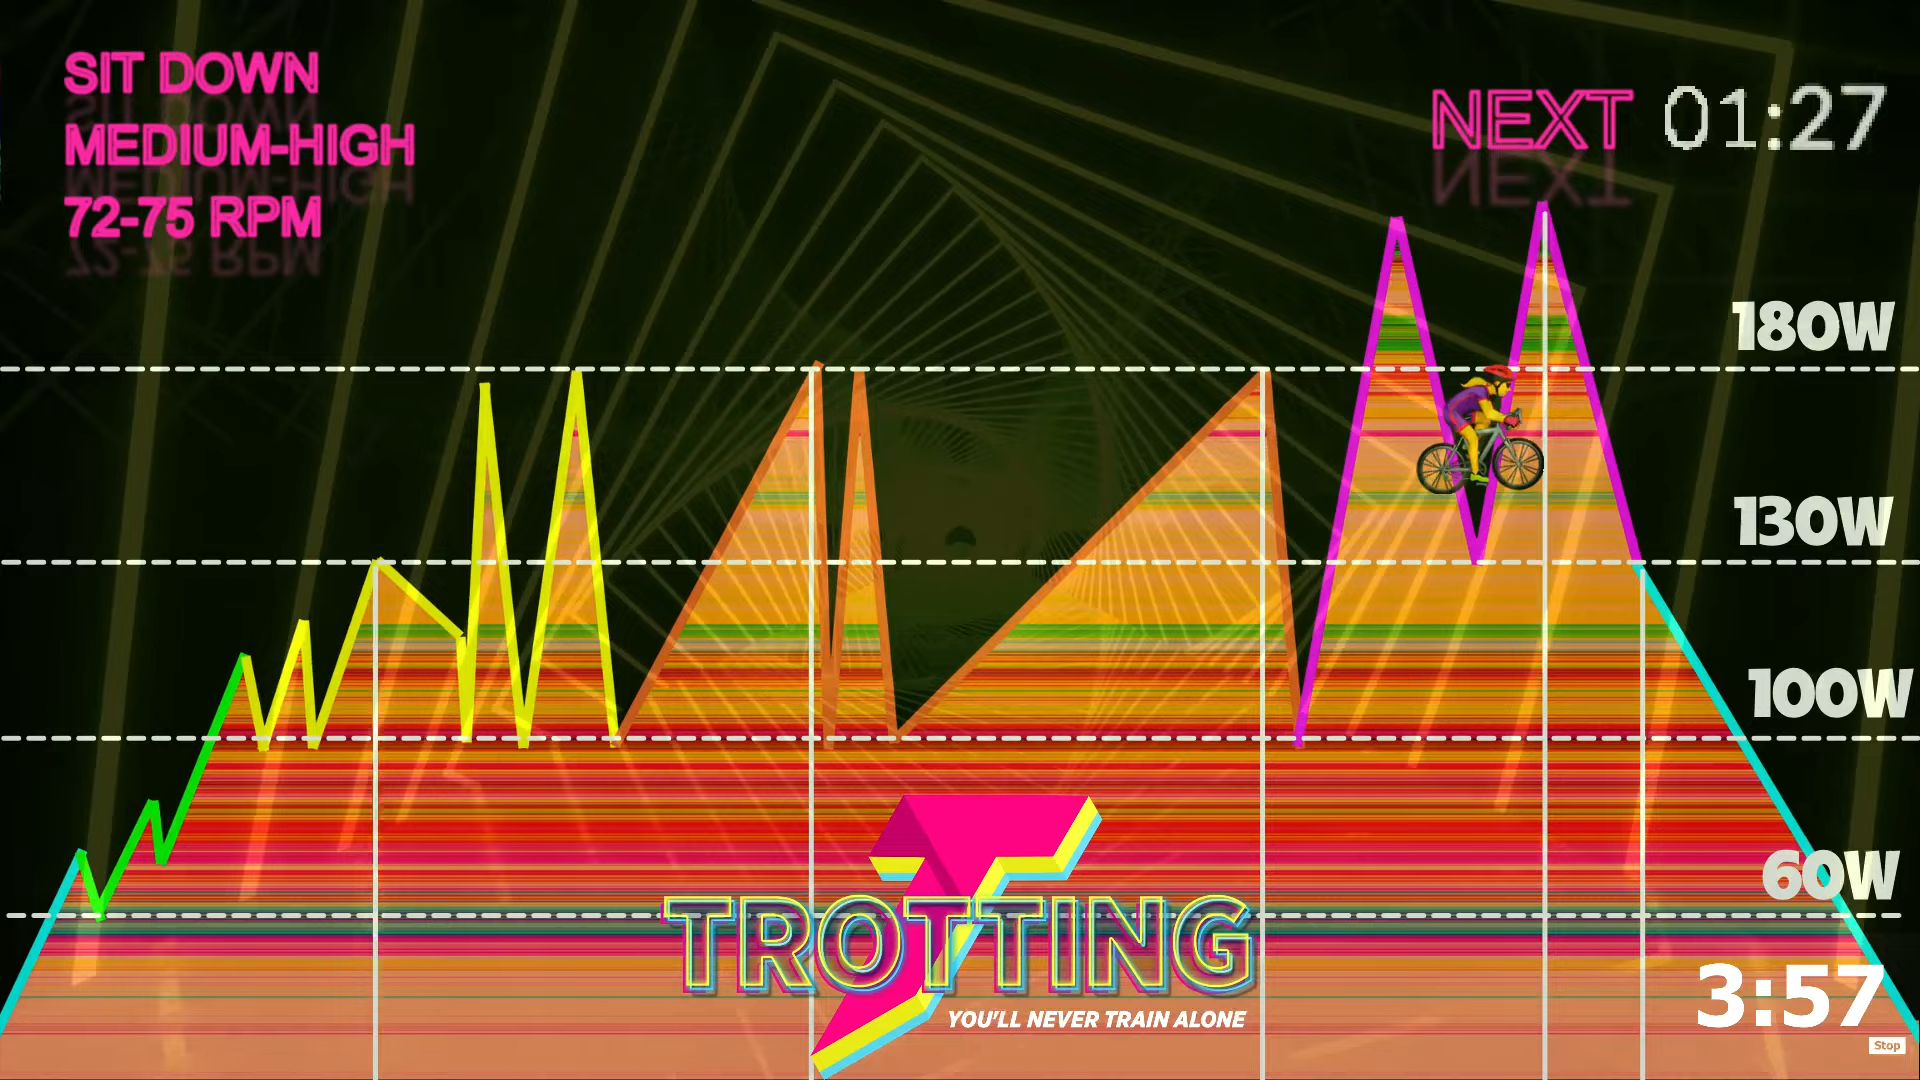 SIT DOWN
MEDIUM-HIGH
72-75 RPM
NEXT 01:27
180W
130W
100W
60W
TROTTING
YOU'LL NEVER TRAIN ALONE
3:57
Stop